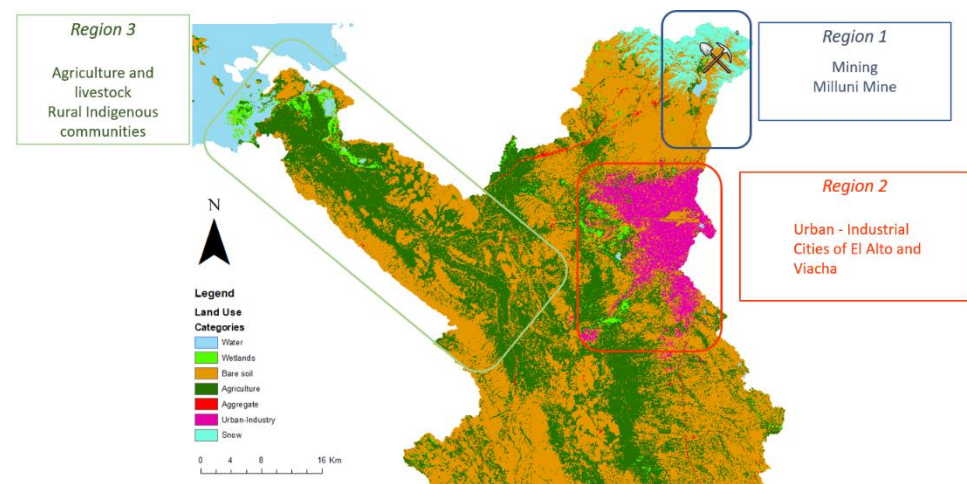 Region 3
Agriculture and
livestock
Rural Indigenous
communities
Region 1
Mining
Milluni Mine
Region 2
Urban - Industrial
Cities of El Alto and
Viacha
N
Legend
Land Use
Categories
Water
Wetlands
Bare soil
Agriculture
Aggregate
Urban-Industry
Snow
0 4 8 16 Km